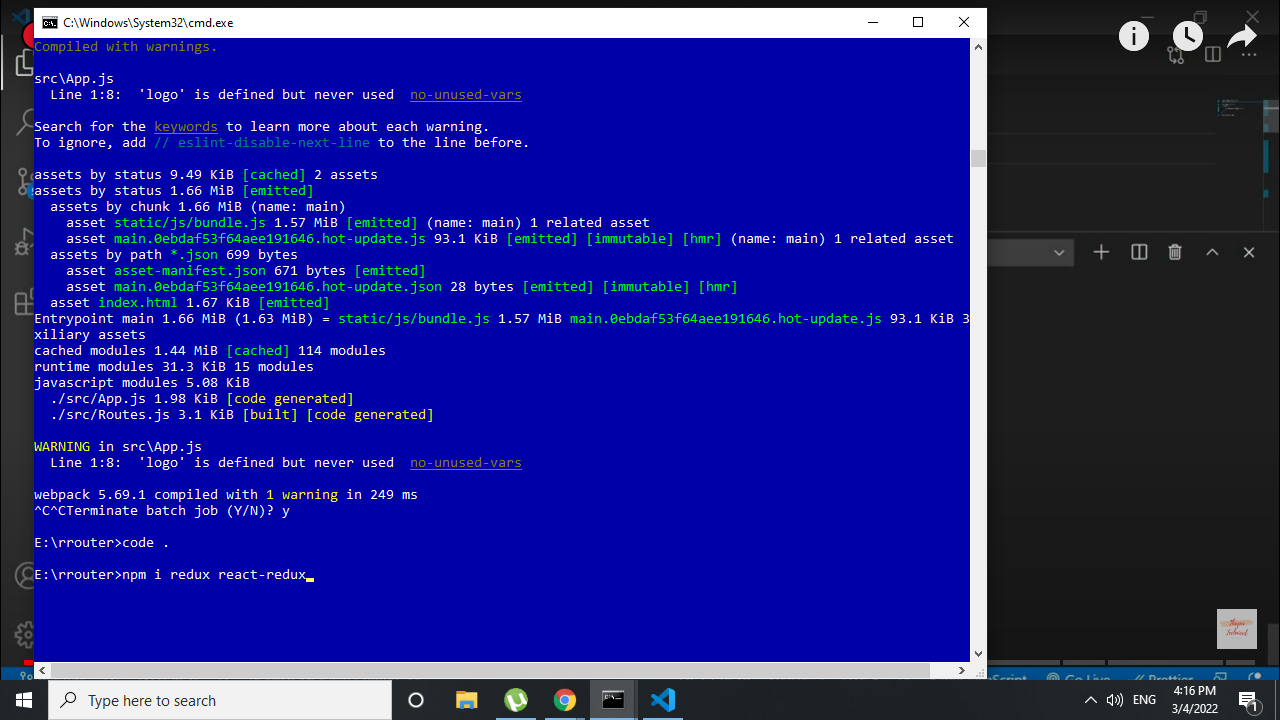 C:\Windows\System32\cmd.exe
Compiled with warnings.
src\App.js
  Line 1:8:  'logo' is defined but never used  no-unused-vars
Search for the keywords to learn more about each warning.
To ignore, add // eslint-disable-next-line to the line before.
assets by status 9.49 KiB [cached] 2 assets
assets by status 1.66 MiB [emitted]
  assets by chunk 1.66 MiB (name: main)
    asset static/js/bundle.js 1.57 MiB [emitted] (name: main) 1 related asset
    asset main.0ebdaf53f64aee191646.hot-update.js 93.1 KiB [emitted] [immutable] [hmr] (name: main) 1 related asset
  assets by path *.json 699 bytes
    asset asset-manifest.json 671 bytes [emitted]
    asset main.0ebdaf53f64aee191646.hot-update.json 28 bytes [emitted] [immutable] [hmr]
  asset index.html 1.67 KiB [emitted]
Entrypoint main 1.66 MiB (1.63 MiB) = static/js/bundle.js 1.57 MiB main.0ebdaf53f64aee191646.hot-update.js 93.1 KiB 3
xiliary assets
cached modules 1.44 MiB [cached] 114 modules
runtime modules 31.3 KiB 15 modules
javascript modules 5.08 KiB
  ./src/App.js 1.98 KiB [code generated]
  ./src/Routes.js 3.1 KiB [built] [code generated]
WARNING in src\App.js
  Line 1:8:  'logo' is defined but never used  no-unused-vars
webpack 5.69.1 compiled with 1 warning in 249 ms
^C^CTerminate batch job (Y/N)? y
E:\rrouter>code .
E:\rrouter>npm i redux react-redux
Go Live
Prettier
Type here to search
ENG
4:16 PM
3/4/2022
1